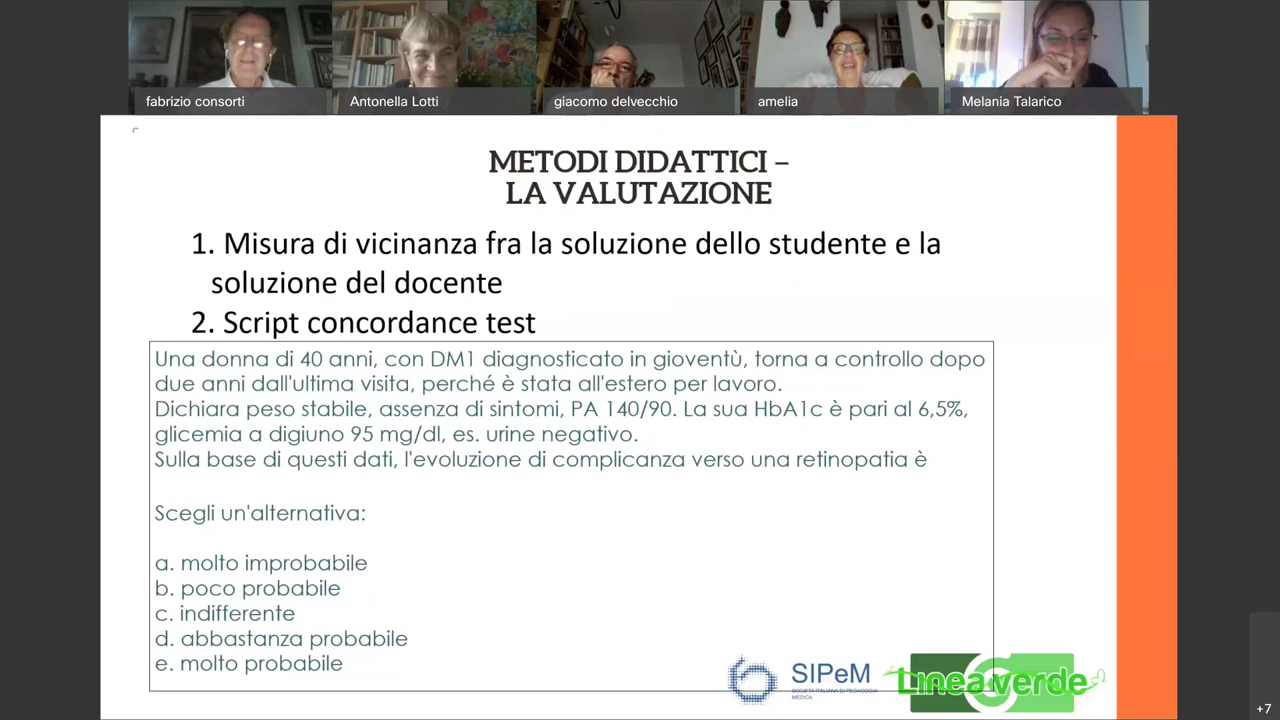 fabrizio consorti
Antonella Lotti
giacomo delvecchio
amelia
Melania Talarico
METODI DIDATTICI –
LA VALUTAZIONE
1. Misura di vicinanza fra la soluzione dello studente e la
soluzione del docente
2. Script concordance test
Una donna di 40 anni, con DM1 diagnosticato in gioventù, torna a controllo dopo
due anni dall'ultima visita, perché è stata all'estero per lavoro.
Dichiara peso stabile, assenza di sintomi, PA 140/90. La sua HbA1c è pari al 6,5%,
glicemia a digiuno 95 mg/dl, es. urine negativo.
Sulla base di questi dati, l'evoluzione di complicanza verso una retinopatia è
Scegli un'alternativa:
a. molto improbabile
b. poco probabile
c. indifferente
d. abbastanza probabile
e. molto probabile
SIPeM
SOCIETÀ ITALIANA DI PEDAGOGIA
MEDICA
Linea verde
+7